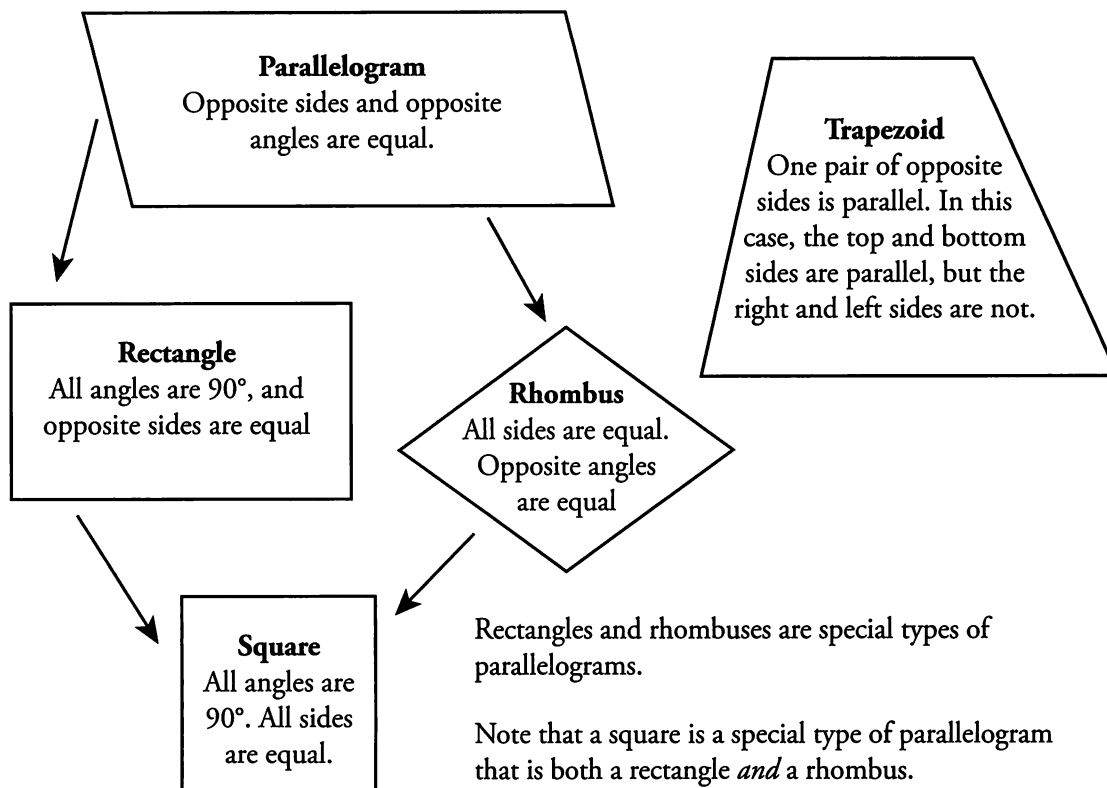 Parallelogram
Opposite sides and opposite
angles are equal.
Trapezoid
One pair of opposite
sides is parallel. In this
case, the top and bottom
sides are parallel, but the
right and left sides are not.
Rectangle
All angles are 90°, and
opposite sides are equal
Rhombus
All sides are equal.
Opposite angles
are equal
Square
All angles are
90°. All sides
are equal.
Rectangles and rhombuses are special types of
parallelograms.
Note that a square is a special type of parallelogram
that is both a rectangle and a rhombus.